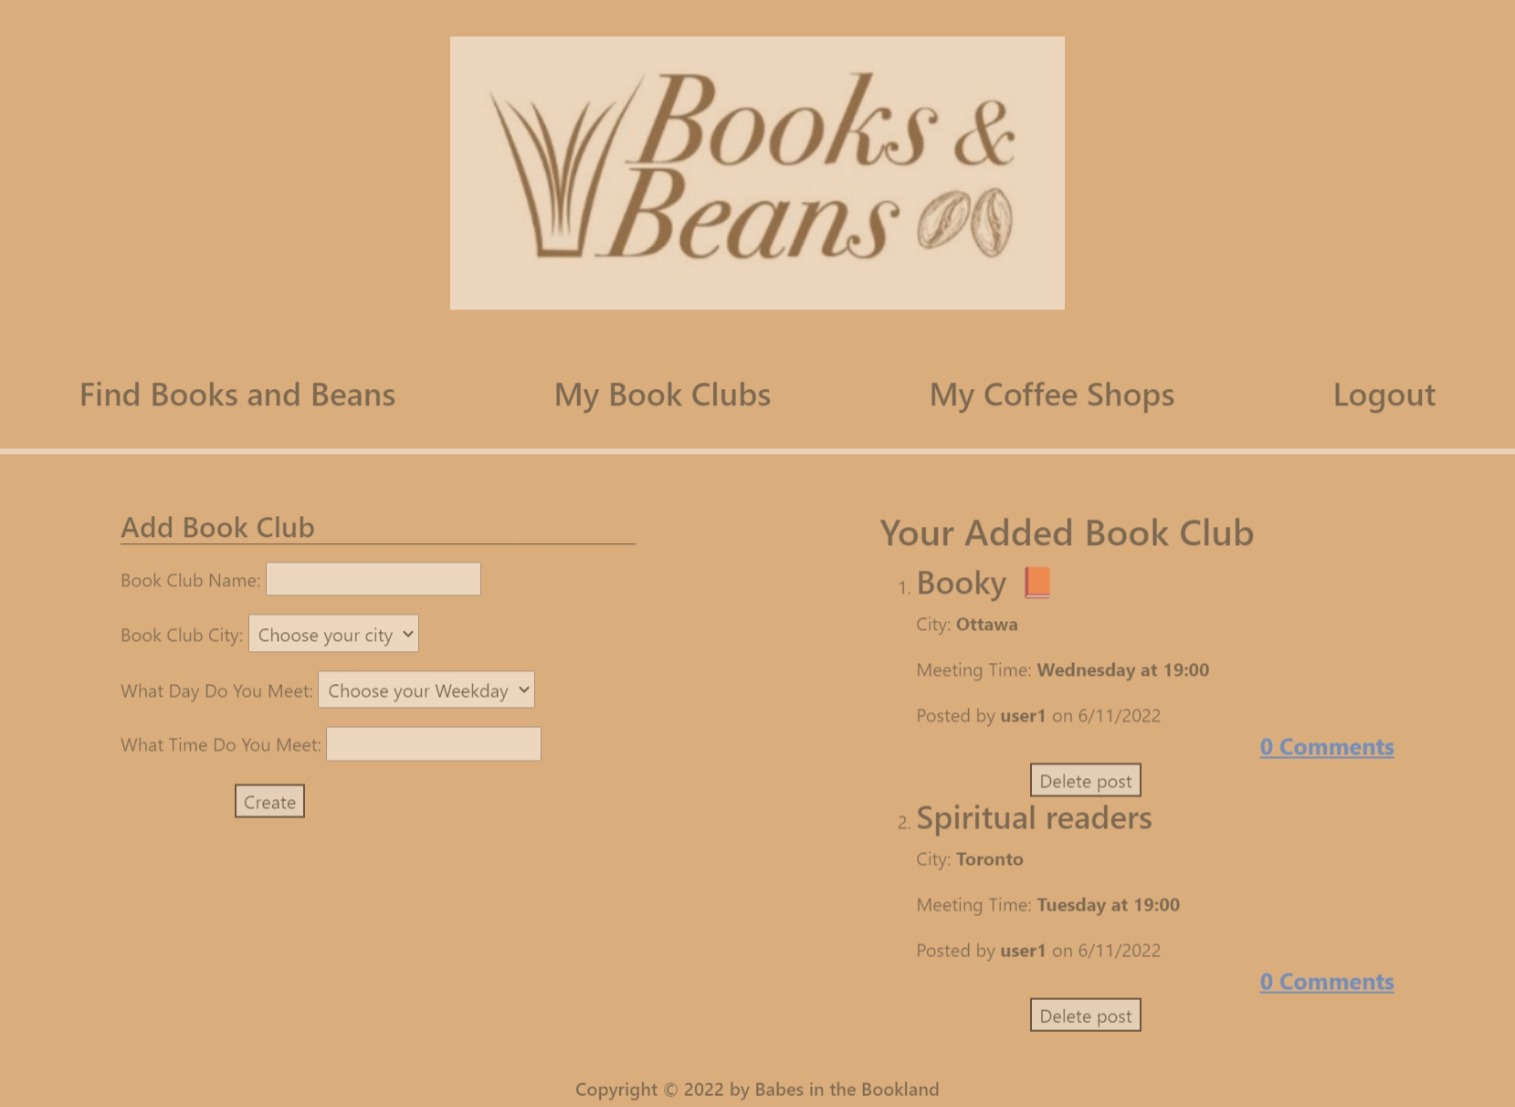 Books &
Beans
Find Books and Beans
My Book Clubs
My Coffee Shops
Logout
Add Book Club
Book Club Name:
Book Club City: Choose your city
What Day Do You Meet: Choose your Weekday
What Time Do You Meet:
Create
Your Added Book Club
1. Booky 📙
City: Ottawa
Meeting Time: Wednesday at 19:00
Posted by user1 on 6/11/2022
0 Comments
Delete post
2. Spiritual readers
City: Toronto
Meeting Time: Tuesday at 19:00
Posted by user1 on 6/11/2022
0 Comments
Delete post
Copyright © 2022 by Babes in the Bookland